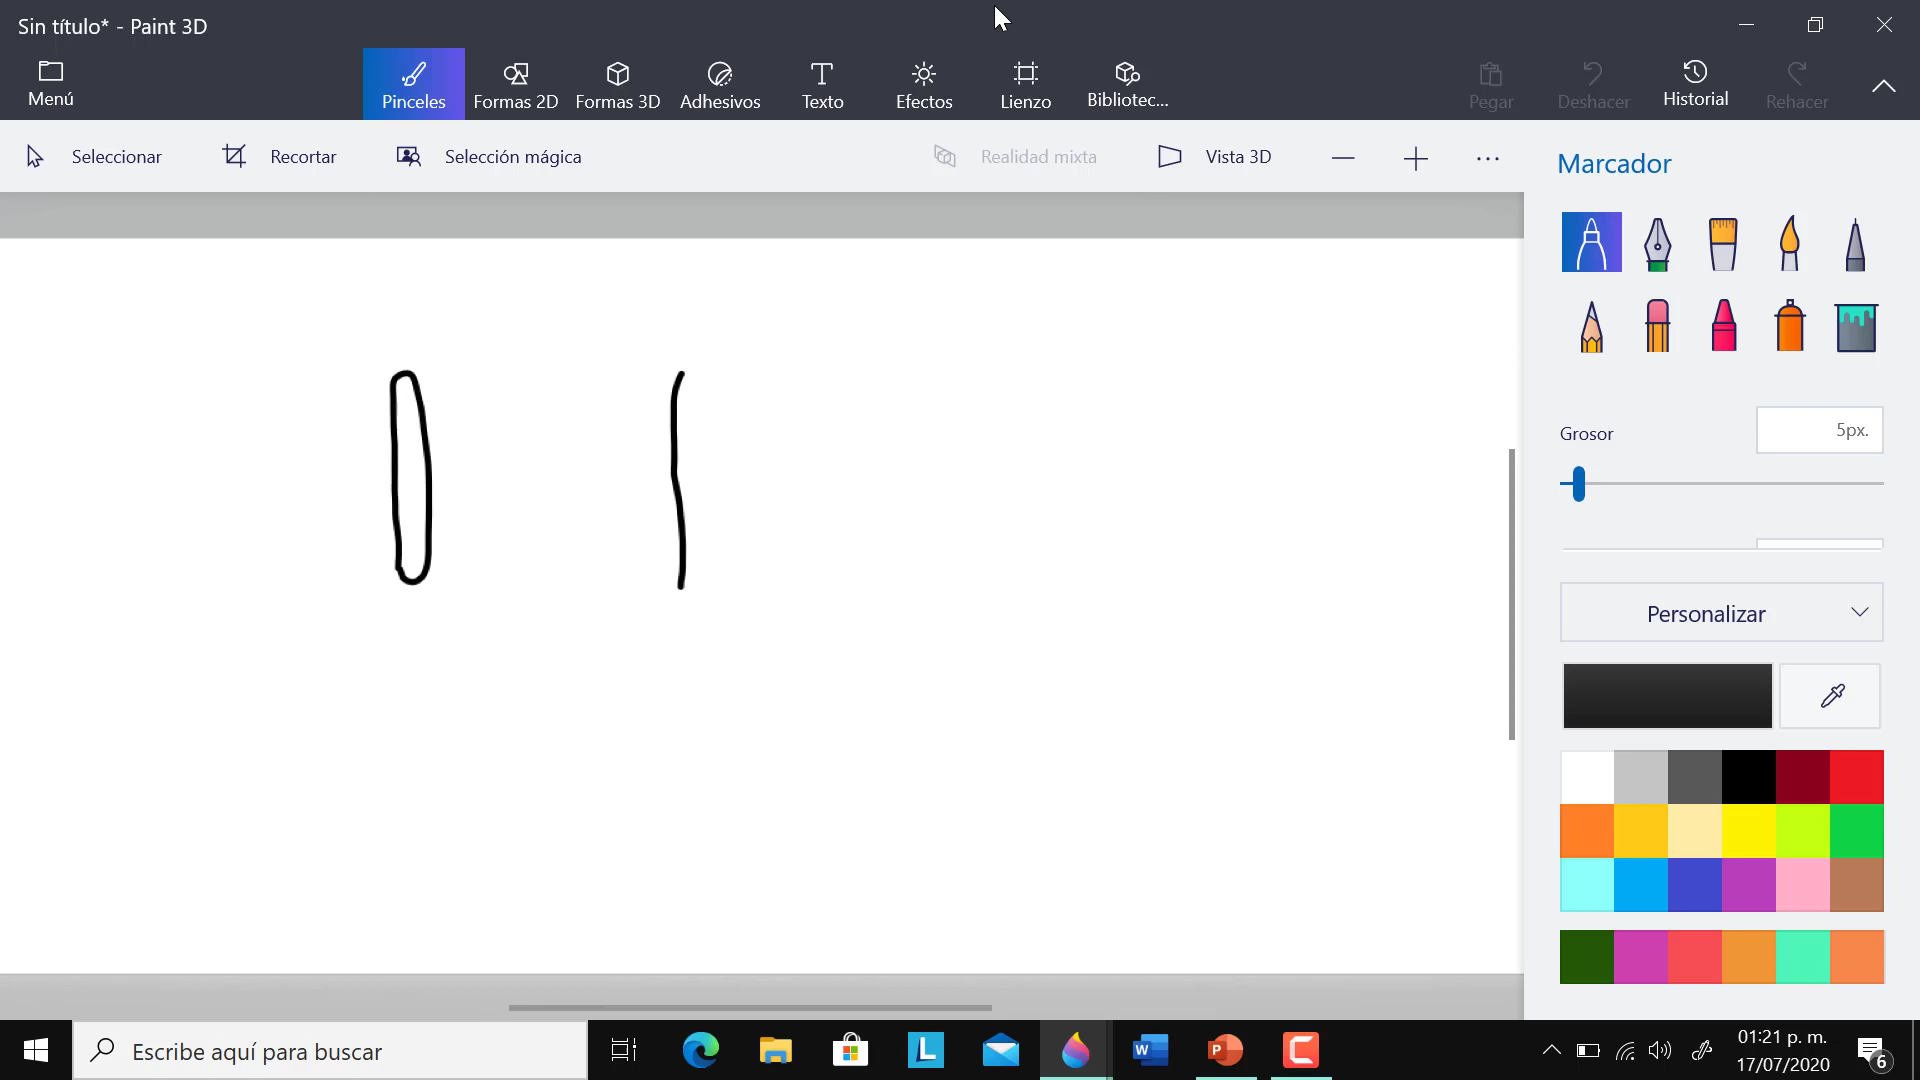 Sin título* - Paint 3D
Menú
Pinceles
Formas 2D
Formas 3D
Adhesivos
Texto
Efectos
Lienzo
Bibliotec...
Pegar
Deshacer
Historial
Rehacer
Seleccionar
Recortar
Selección mágica
Realidad mixta
Vista 3D
Marcador
Grosor
5px.
Personalizar
Escribe aquí para buscar
01:21 p. m.
17/07/2020
6